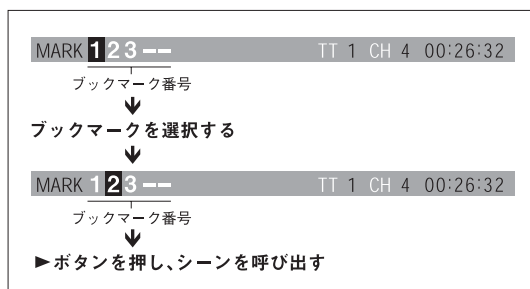 MARK 1 2 3 – – TT 1 CH 4 00:26:32
ブックマーク番号
ブックマークを選択する
MARK 1 2 3 – – TT 1 CH 4 00:26:32
ブックマーク番号
►ボタンを押し、シーンを呼び出す